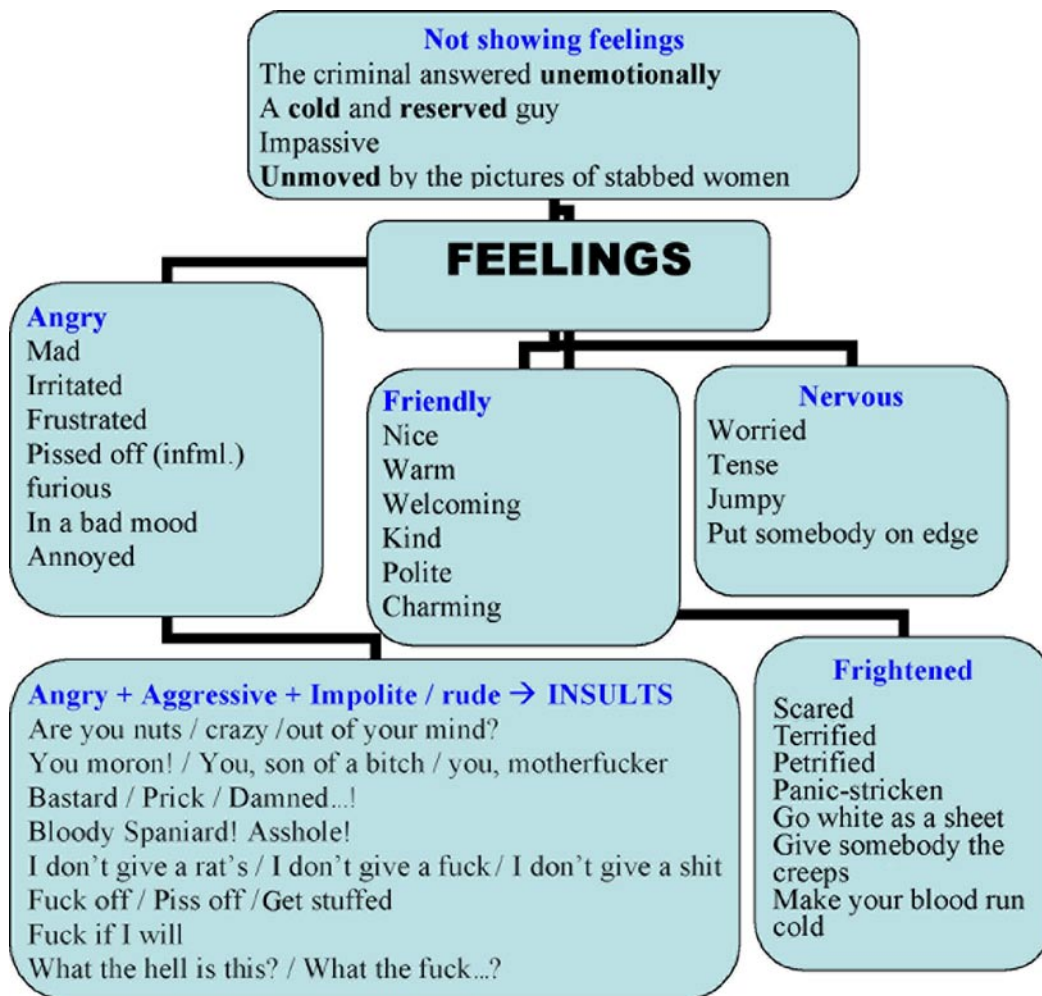 Not showing feelings
The criminal answered unemotionally
A cold and reserved guy
Impassive
Unmoved by the pictures of stabbed women
FEELINGS
Angry
Mad
Irritated
Frustrated
Pissed off (infml.)
furious
In a bad mood
Annoyed
Friendly
Nice
Warm
Welcoming
Kind
Polite
Charming
Nervous
Worried
Tense
Jumpy
Put somebody on edge
Angry + Aggressive + Impolite / rude → INSULTS
Are you nuts / crazy /out of your mind?
You moron! / You, son of a bitch / you, motherfucker
Bastard / Prick / Damned...!
Bloody Spaniard! Asshole!
I don't give a rat's / I don't give a fuck / I don't give a shit
Fuck off / Piss off /Get stuffed
Fuck if I will
What the hell is this? / What the fuck...?
Frightened
Scared
Terrified
Petrified
Panic-stricken
Go white as a sheet
Give somebody the
creeps
Make your blood run
cold